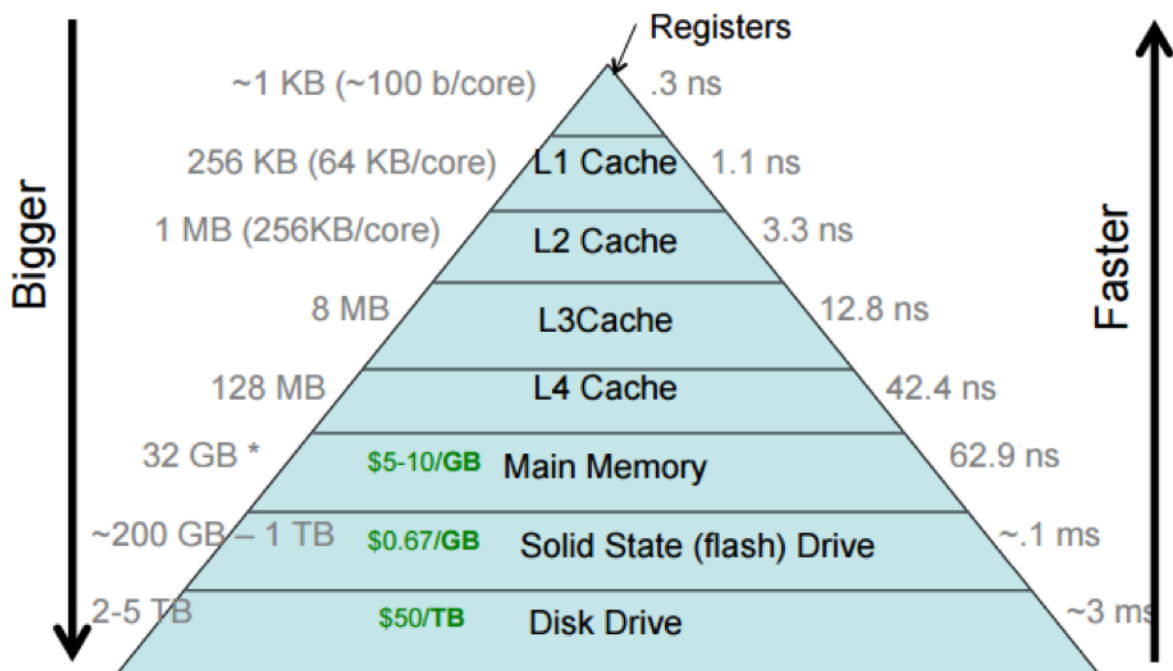 Registers
~1 KB (~100 b/core) .3 ns
256 KB (64 KB/core) L1 Cache 1.1 ns
1 MB (256KB/core) L2 Cache 3.3 ns
8 MB L3Cache 12.8 ns
128 MB L4 Cache 42.4 ns
32 GB * $5-10/GB Main Memory 62.9 ns
~200 GB – 1 TB $0.67/GB Solid State (flash) Drive ~.1 ms
2-5 TB $50/TB Disk Drive ~3 ms
Bigger
Faster